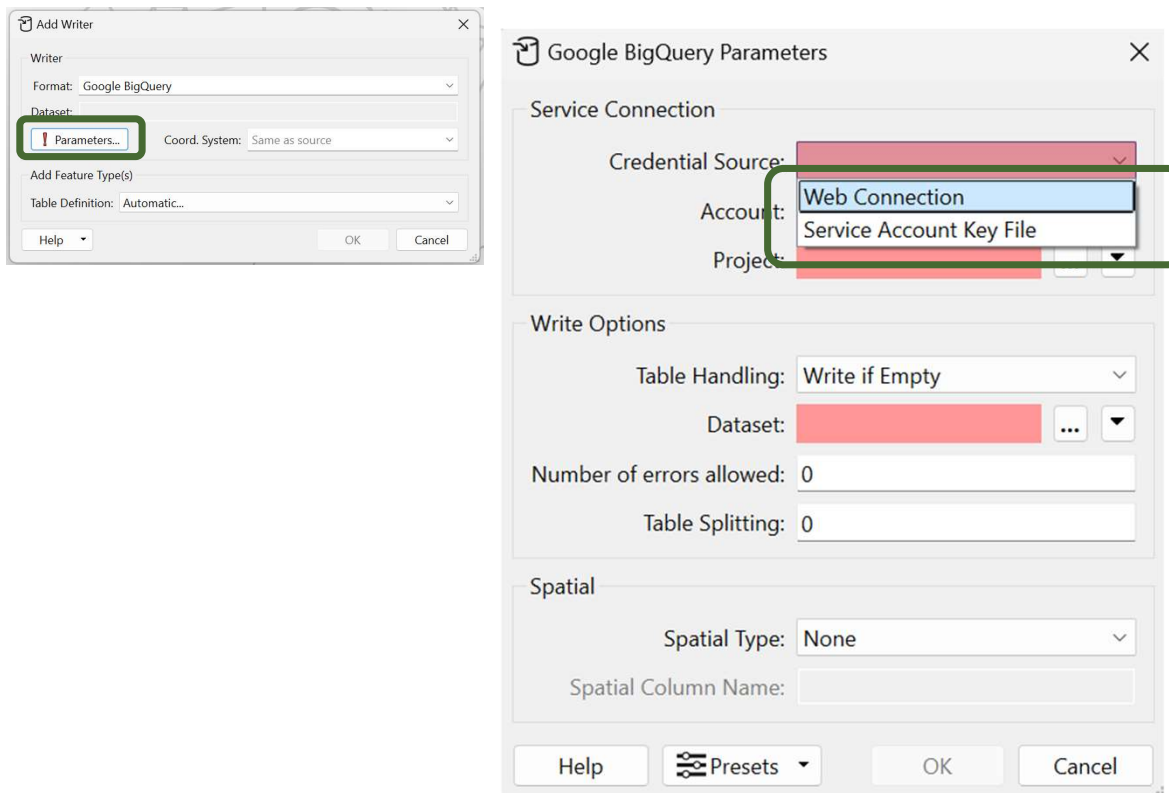 Add Writer
Writer
Format: Google BigQuery
Dataset:
! Parameters... Coord. System: Same as source
Add Feature Type(s)
Table Definition: Automatic...
Help OK Cancel
Google BigQuery Parameters
Service Connection
Credential Source:
Web Connection
Account:
Service Account Key File
Project: ...
Write Options
Table Handling: Write if Empty
Dataset: ...
Number of errors allowed: 0
Table Splitting: 0
Spatial
Spatial Type: None
Spatial Column Name:
Help Presets OK Cancel